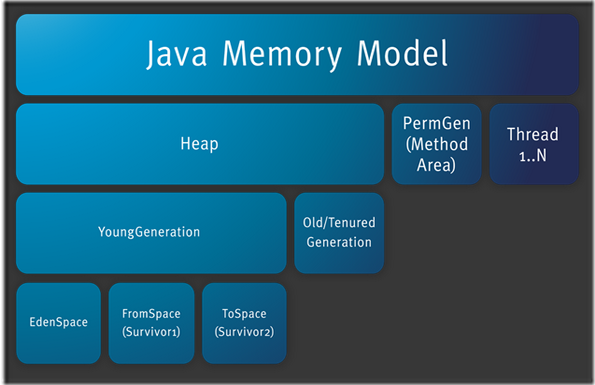 Java Memory Model
Heap
PermGen
(Method
Area)
Thread
1..N
YoungGeneration
Old/Tenured
Generation
EdenSpace
FromSpace
(Survivor1)
ToSpace
(Survivor2)